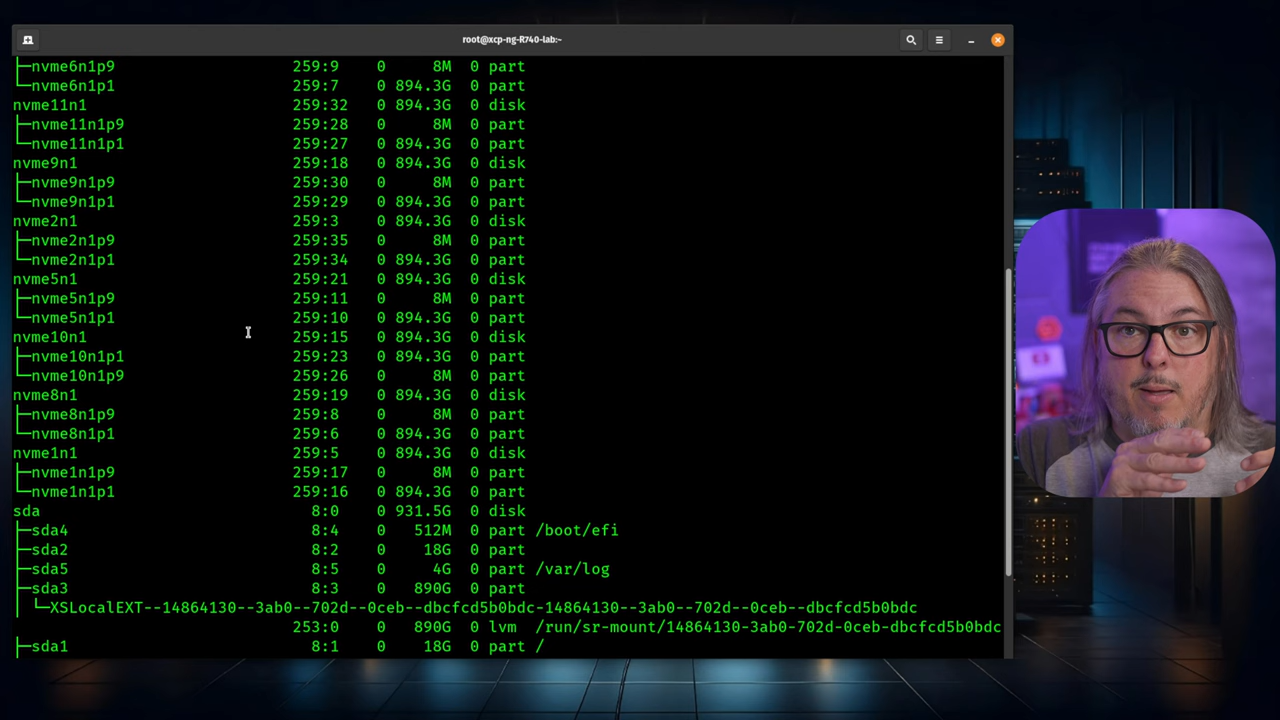 root@xcp-ng-R740-lab:~
├─nvme6n1p9 259:9 0 8M 0 part
└─nvme6n1p1 259:7 0 894.3G 0 part
nvme11n1 259:32 0 894.3G 0 disk
├─nvme11n1p9 259:28 0 8M 0 part
└─nvme11n1p1 259:27 0 894.3G 0 part
nvme9n1 259:18 0 894.3G 0 disk
├─nvme9n1p9 259:30 0 8M 0 part
└─nvme9n1p1 259:29 0 894.3G 0 part
nvme2n1 259:3 0 894.3G 0 disk
├─nvme2n1p9 259:35 0 8M 0 part
└─nvme2n1p1 259:34 0 894.3G 0 part
nvme5n1 259:21 0 894.3G 0 disk
├─nvme5n1p9 259:11 0 8M 0 part
└─nvme5n1p1 259:10 0 894.3G 0 part
nvme10n1 259:15 0 894.3G 0 disk
├─nvme10n1p1 259:23 0 894.3G 0 part
└─nvme10n1p9 259:26 0 8M 0 part
nvme8n1 259:19 0 894.3G 0 disk
├─nvme8n1p9 259:8 0 8M 0 part
└─nvme8n1p1 259:6 0 894.3G 0 part
nvme1n1 259:5 0 894.3G 0 disk
├─nvme1n1p9 259:17 0 8M 0 part
└─nvme1n1p1 259:16 0 894.3G 0 part
sda 8:0 0 931.5G 0 disk
├─sda4 8:4 0 512M 0 part /boot/efi
├─sda2 8:2 0 18G 0 part
├─sda5 8:5 0 4G 0 part /var/log
├─sda3 8:3 0 890G 0 part
│ └─XSLocalEXT--14864130--3ab0--702d--0ceb--dbcfcd5b0bdc-14864130--3ab0--702d--0ceb--dbcfcd5b0bdc
253:0 0 890G 0 lvm /run/sr-mount/14864130-3ab0-702d-0ceb-dbcfcd5b0bdc
├─sda1 8:1 0 18G 0 part /